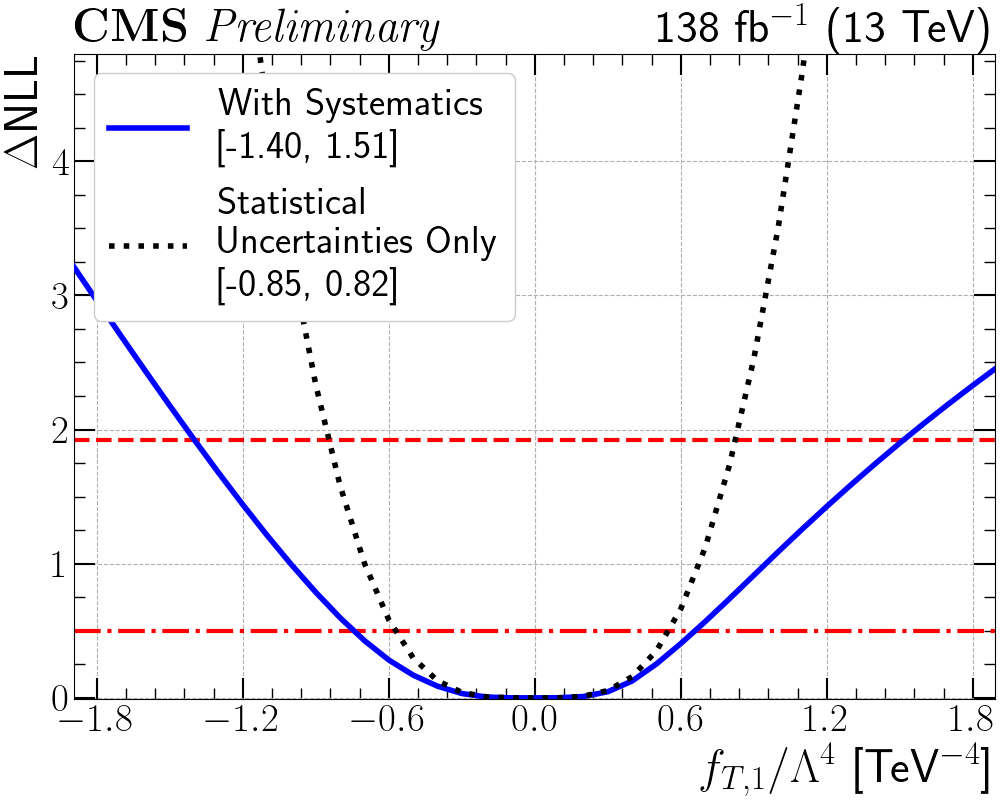 CMS Preliminary
138 fb⁻¹ (13 TeV)
ΔNLL
With Systematics
[-1.40, 1.51]
Statistical
Uncertainties Only
[-0.85, 0.82]
4
3
2
1
0
−1.8 −1.2 −0.6 0.0 0.6 1.2 1.8
f_{T,1}/Λ⁴ [TeV⁻⁴]